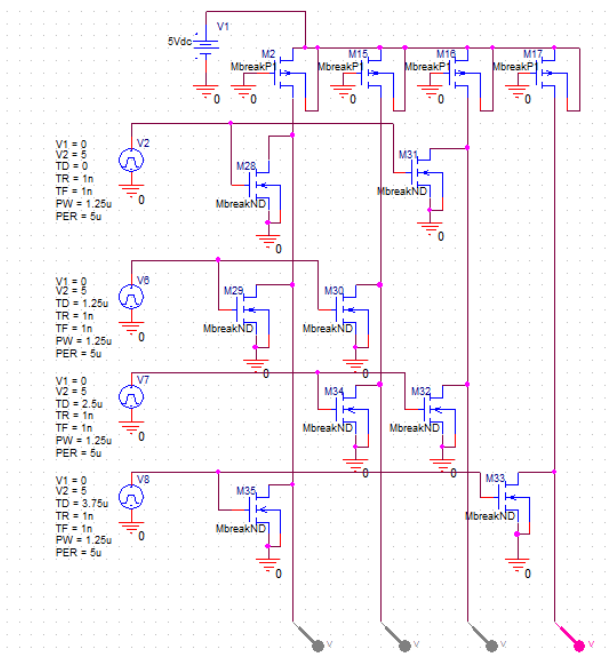 V1
5Vdc
M2
M15
M16
M17
MbreakP1
MbreakP1
MbreakP1
MbreakP1
0
0
0
0
0
V1 = 0
V2 = 5
TD = 0
TR = 1n
TF = 1n
PW = 1.25u
PER = 5u
V2
0
M28
MbreakND
0
M31
MbreakND
0
V1 = 0
V2 = 5
TD = 1.25u
TR = 1n
TF = 1n
PW = 1.25u
PER = 5u
V6
0
M29
MbreakND
0
M30
MbreakND
0
V1 = 0
V2 = 5
TD = 2.5u
TR = 1n
TF = 1n
PW = 1.25u
PER = 5u
V7
0
M34
MbreakND
0
M32
MbreakND
0
V1 = 0
V2 = 5
TD = 3.75u
TR = 1n
TF = 1n
PW = 1.25u
PER = 5u
V8
0
M35
MbreakND
0
M33
MbreakND
0
V
V
V
V